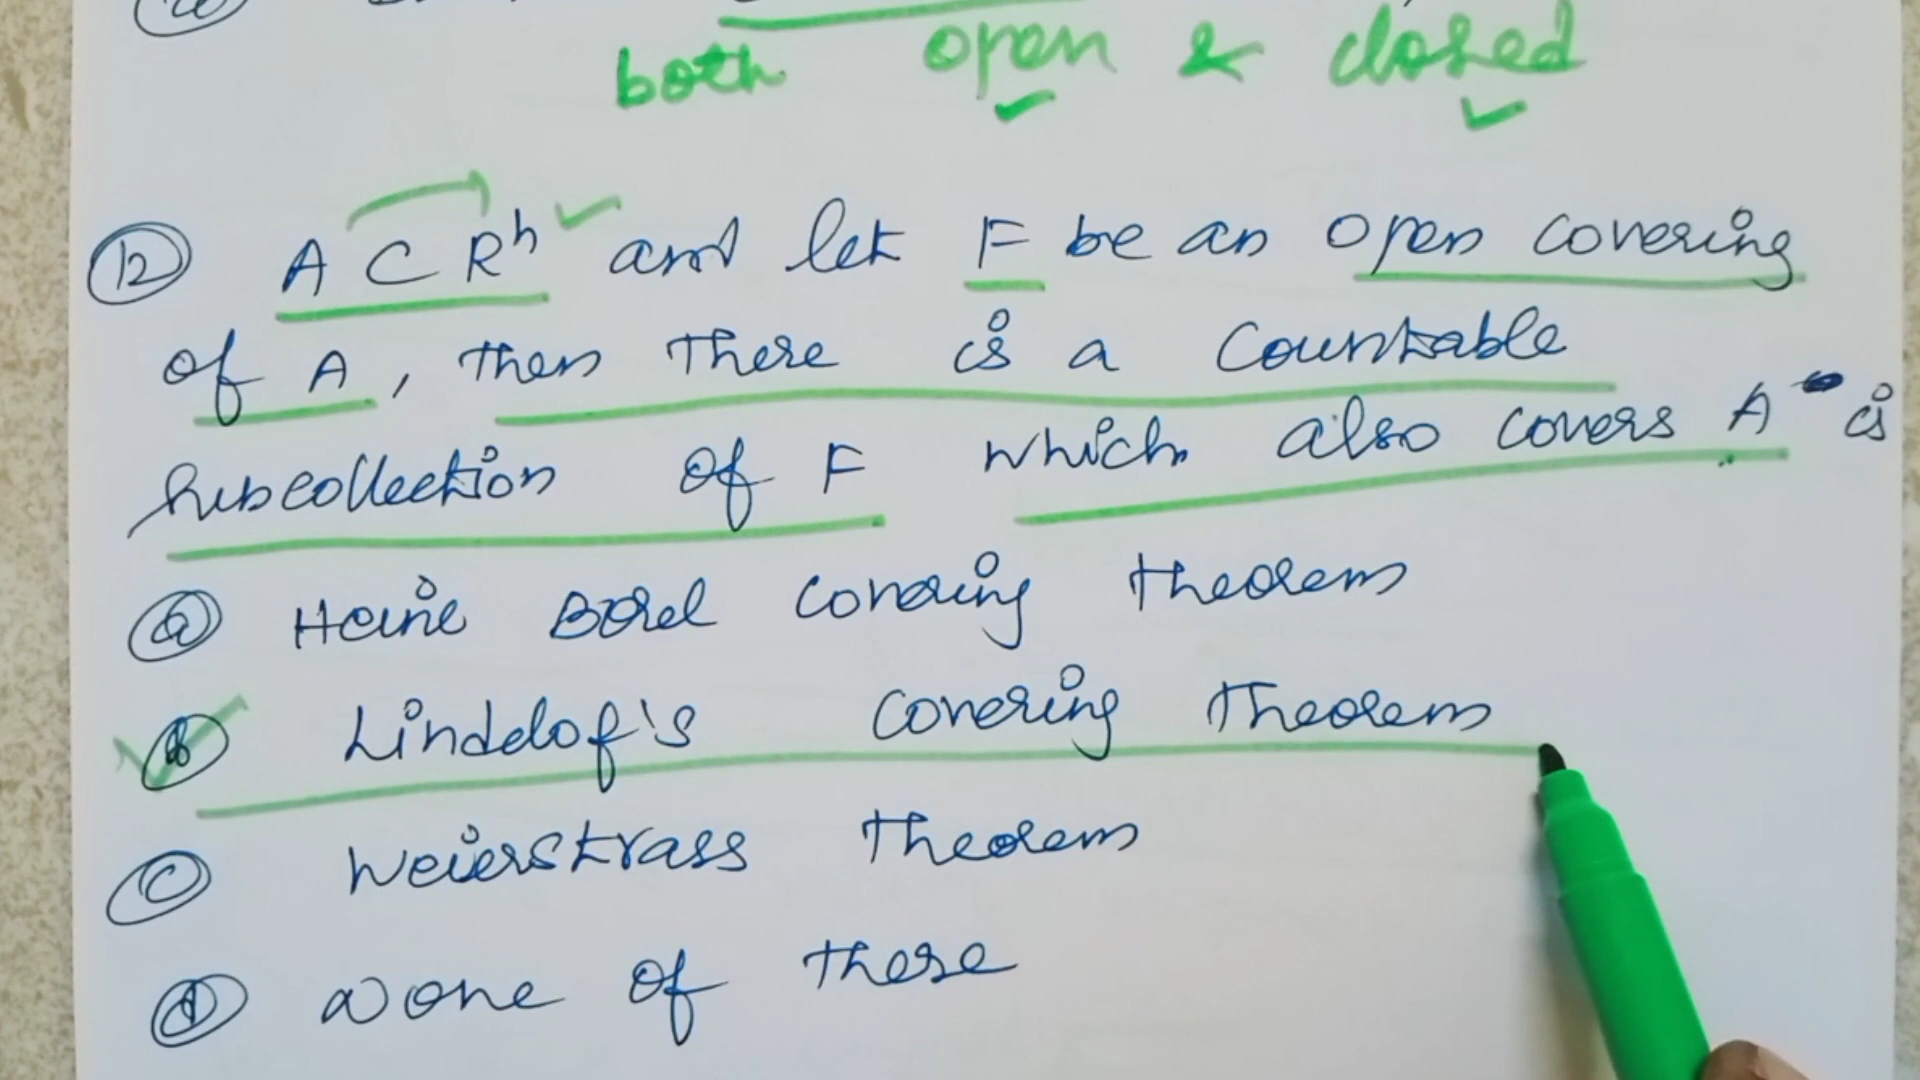 both open & closed
12 A ⊂ Rⁿ and let F be an open covering
of A, then there is a Countable
Subcollection of F which also covers A is
a Heine Borel Covering theorem
b Lindelof's Covering theorem
c Weierstrass theorem
d None of these